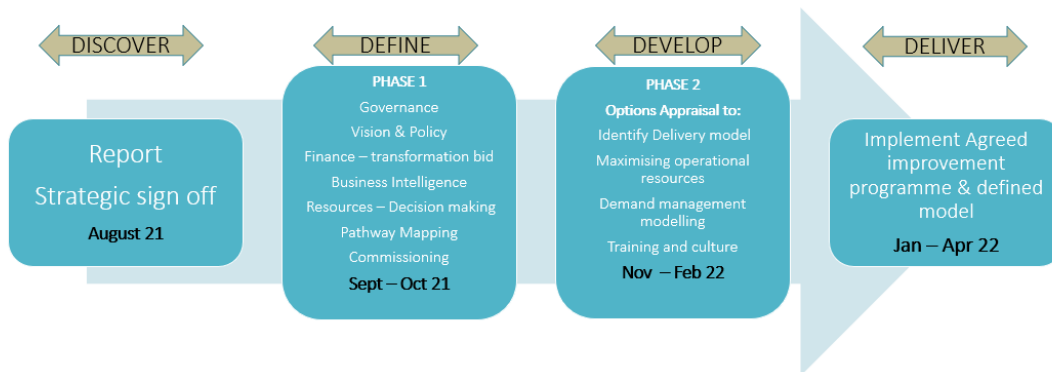 DISCOVER
DEFINE
DEVELOP
DELIVER
Report
Strategic sign off
August 21
PHASE 1
Governance
Vision & Policy
Finance – transformation bid
Business Intelligence
Resources – Decision making
Pathway Mapping
Commissioning
Sept – Oct 21
PHASE 2
Options Appraisal to:
Identify Delivery model
Maximising operational
resources
Demand management
modelling
Training and culture
Nov – Feb 22
Implement Agreed
improvement
programme & defined
model
Jan – Apr 22